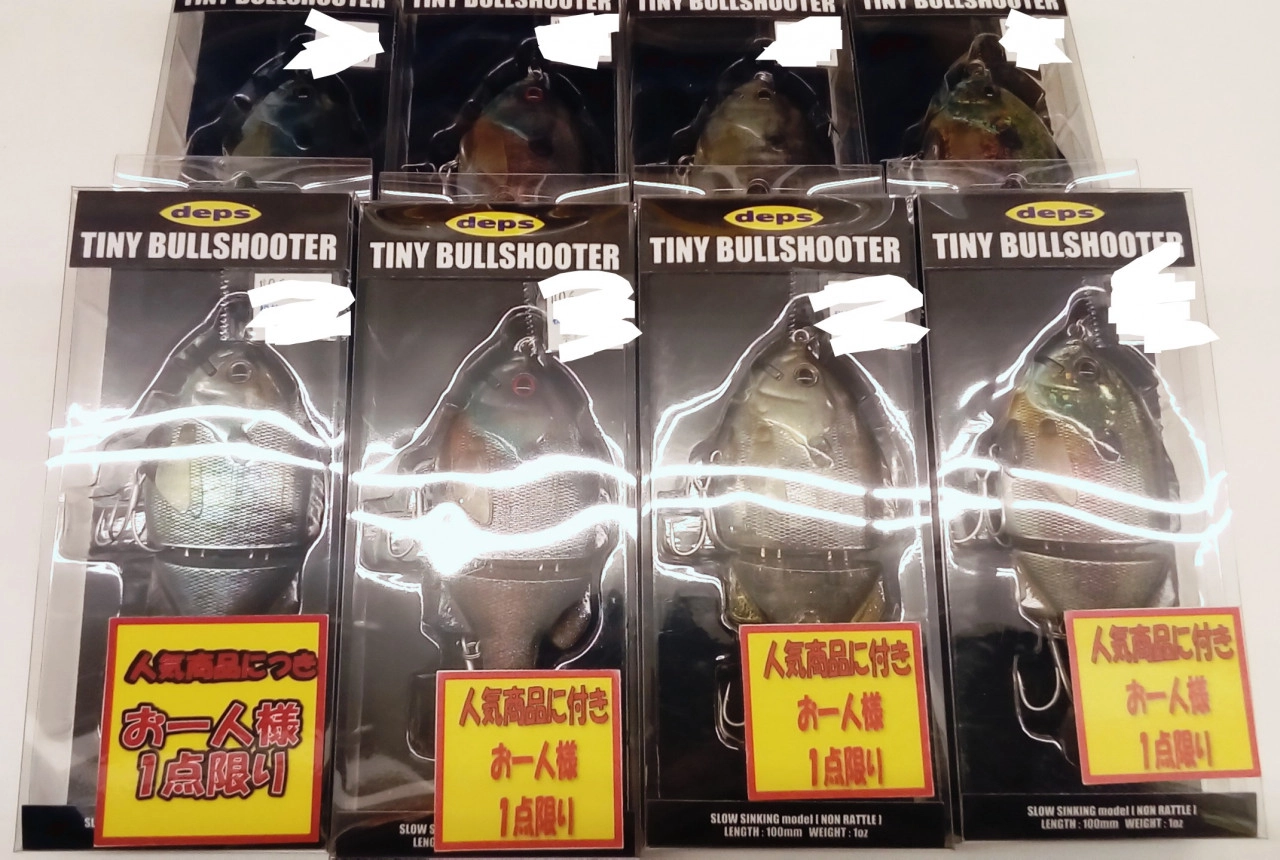 TINY BULLSHOOTER
TINY BULLSHOOTER
TINY BULLSHOOTER
TINY BULLSHOOTER
deps
TINY BULLSHOOTER
deps
TINY BULLSHOOTER
deps
TINY BULLSHOOTER
deps
TINY BULLSHOOTER
人気商品につき
お一人様
1点限り
人気商品に付き
お一人様
1点限り
人気商品に付き
お一人様
1点限り
人気商品に付き
お一人様
1点限り
SLOW
SLOW SINKING model [ NON RATTLE ]
LENGTH : 100mm WEIGHT : 1oz
SLOW SINKING model [ NON RATTLE ]
LENGTH : 100mm WEIGHT : 1oz